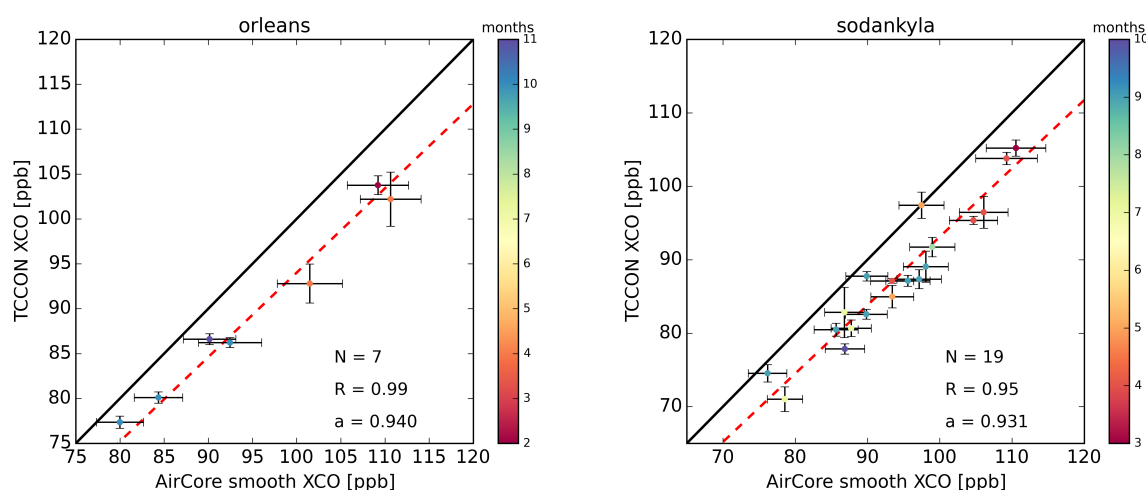 orleans
months
120
115
110
105
100
95
90
85
80
75
TCCON XCO [ppb]
75 80 85 90 95 100 105 110 115 120
AirCore smooth XCO [ppb]
N = 7
R = 0.99
a = 0.940
11
10
9
8
7
6
5
4
3
2
sodankyla
months
120
110
100
90
80
70
TCCON XCO [ppb]
70 80 90 100 110 120
AirCore smooth XCO [ppb]
N = 19
R = 0.95
a = 0.931
10
9
8
7
6
5
4
3